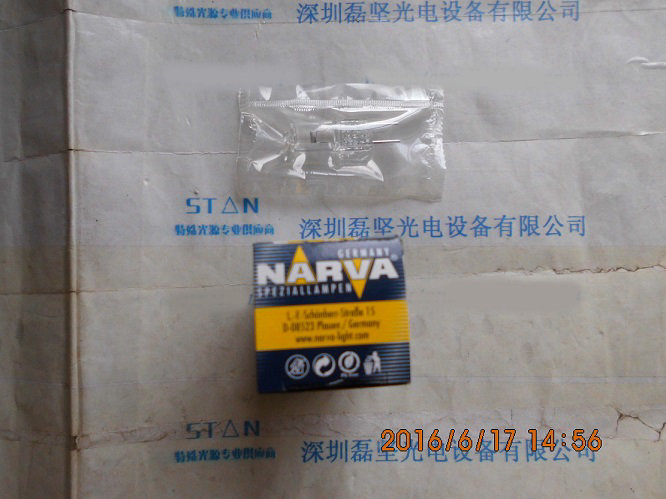 STAN
深圳磊坚光电设备有限公司
STAN
深圳磊坚光电设备有限公司
GERMANY
NARVA®
SPEZIALLAMPEN
L.-F.-Schönherr-Straße 15
D-08523 Plauen / Germany
www.narva-light.com
STAN
深圳磊坚光电设备有限公司
2016/6/17 14:56